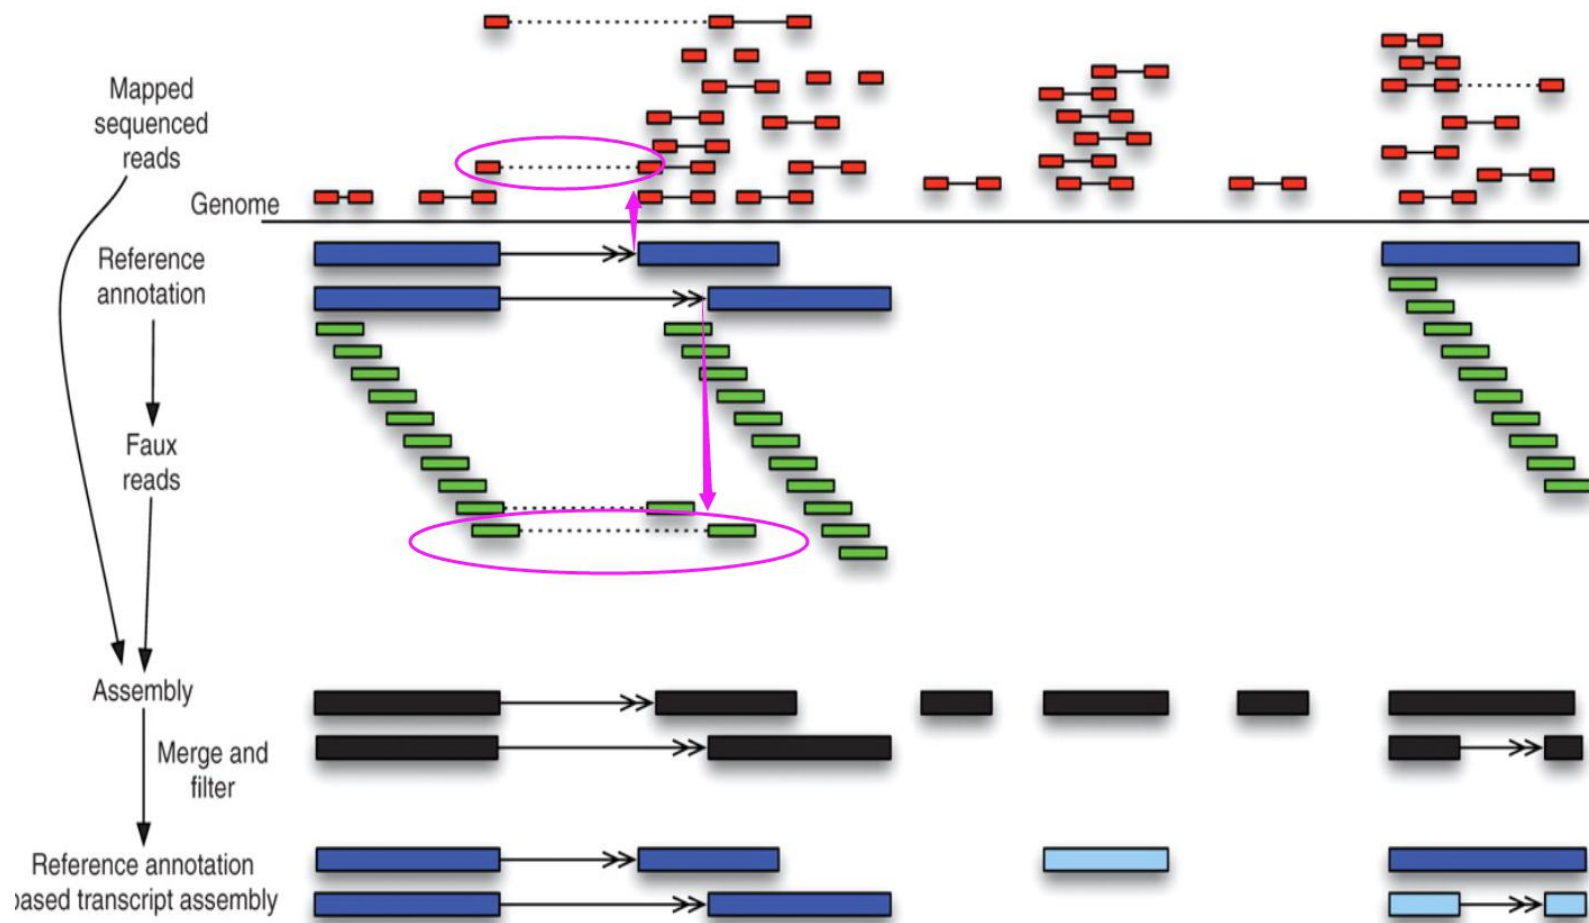 Mapped
sequenced
reads
Genome
Reference
annotation
Faux
reads
Assembly
Merge and
filter
Reference annotation
based transcript assembly